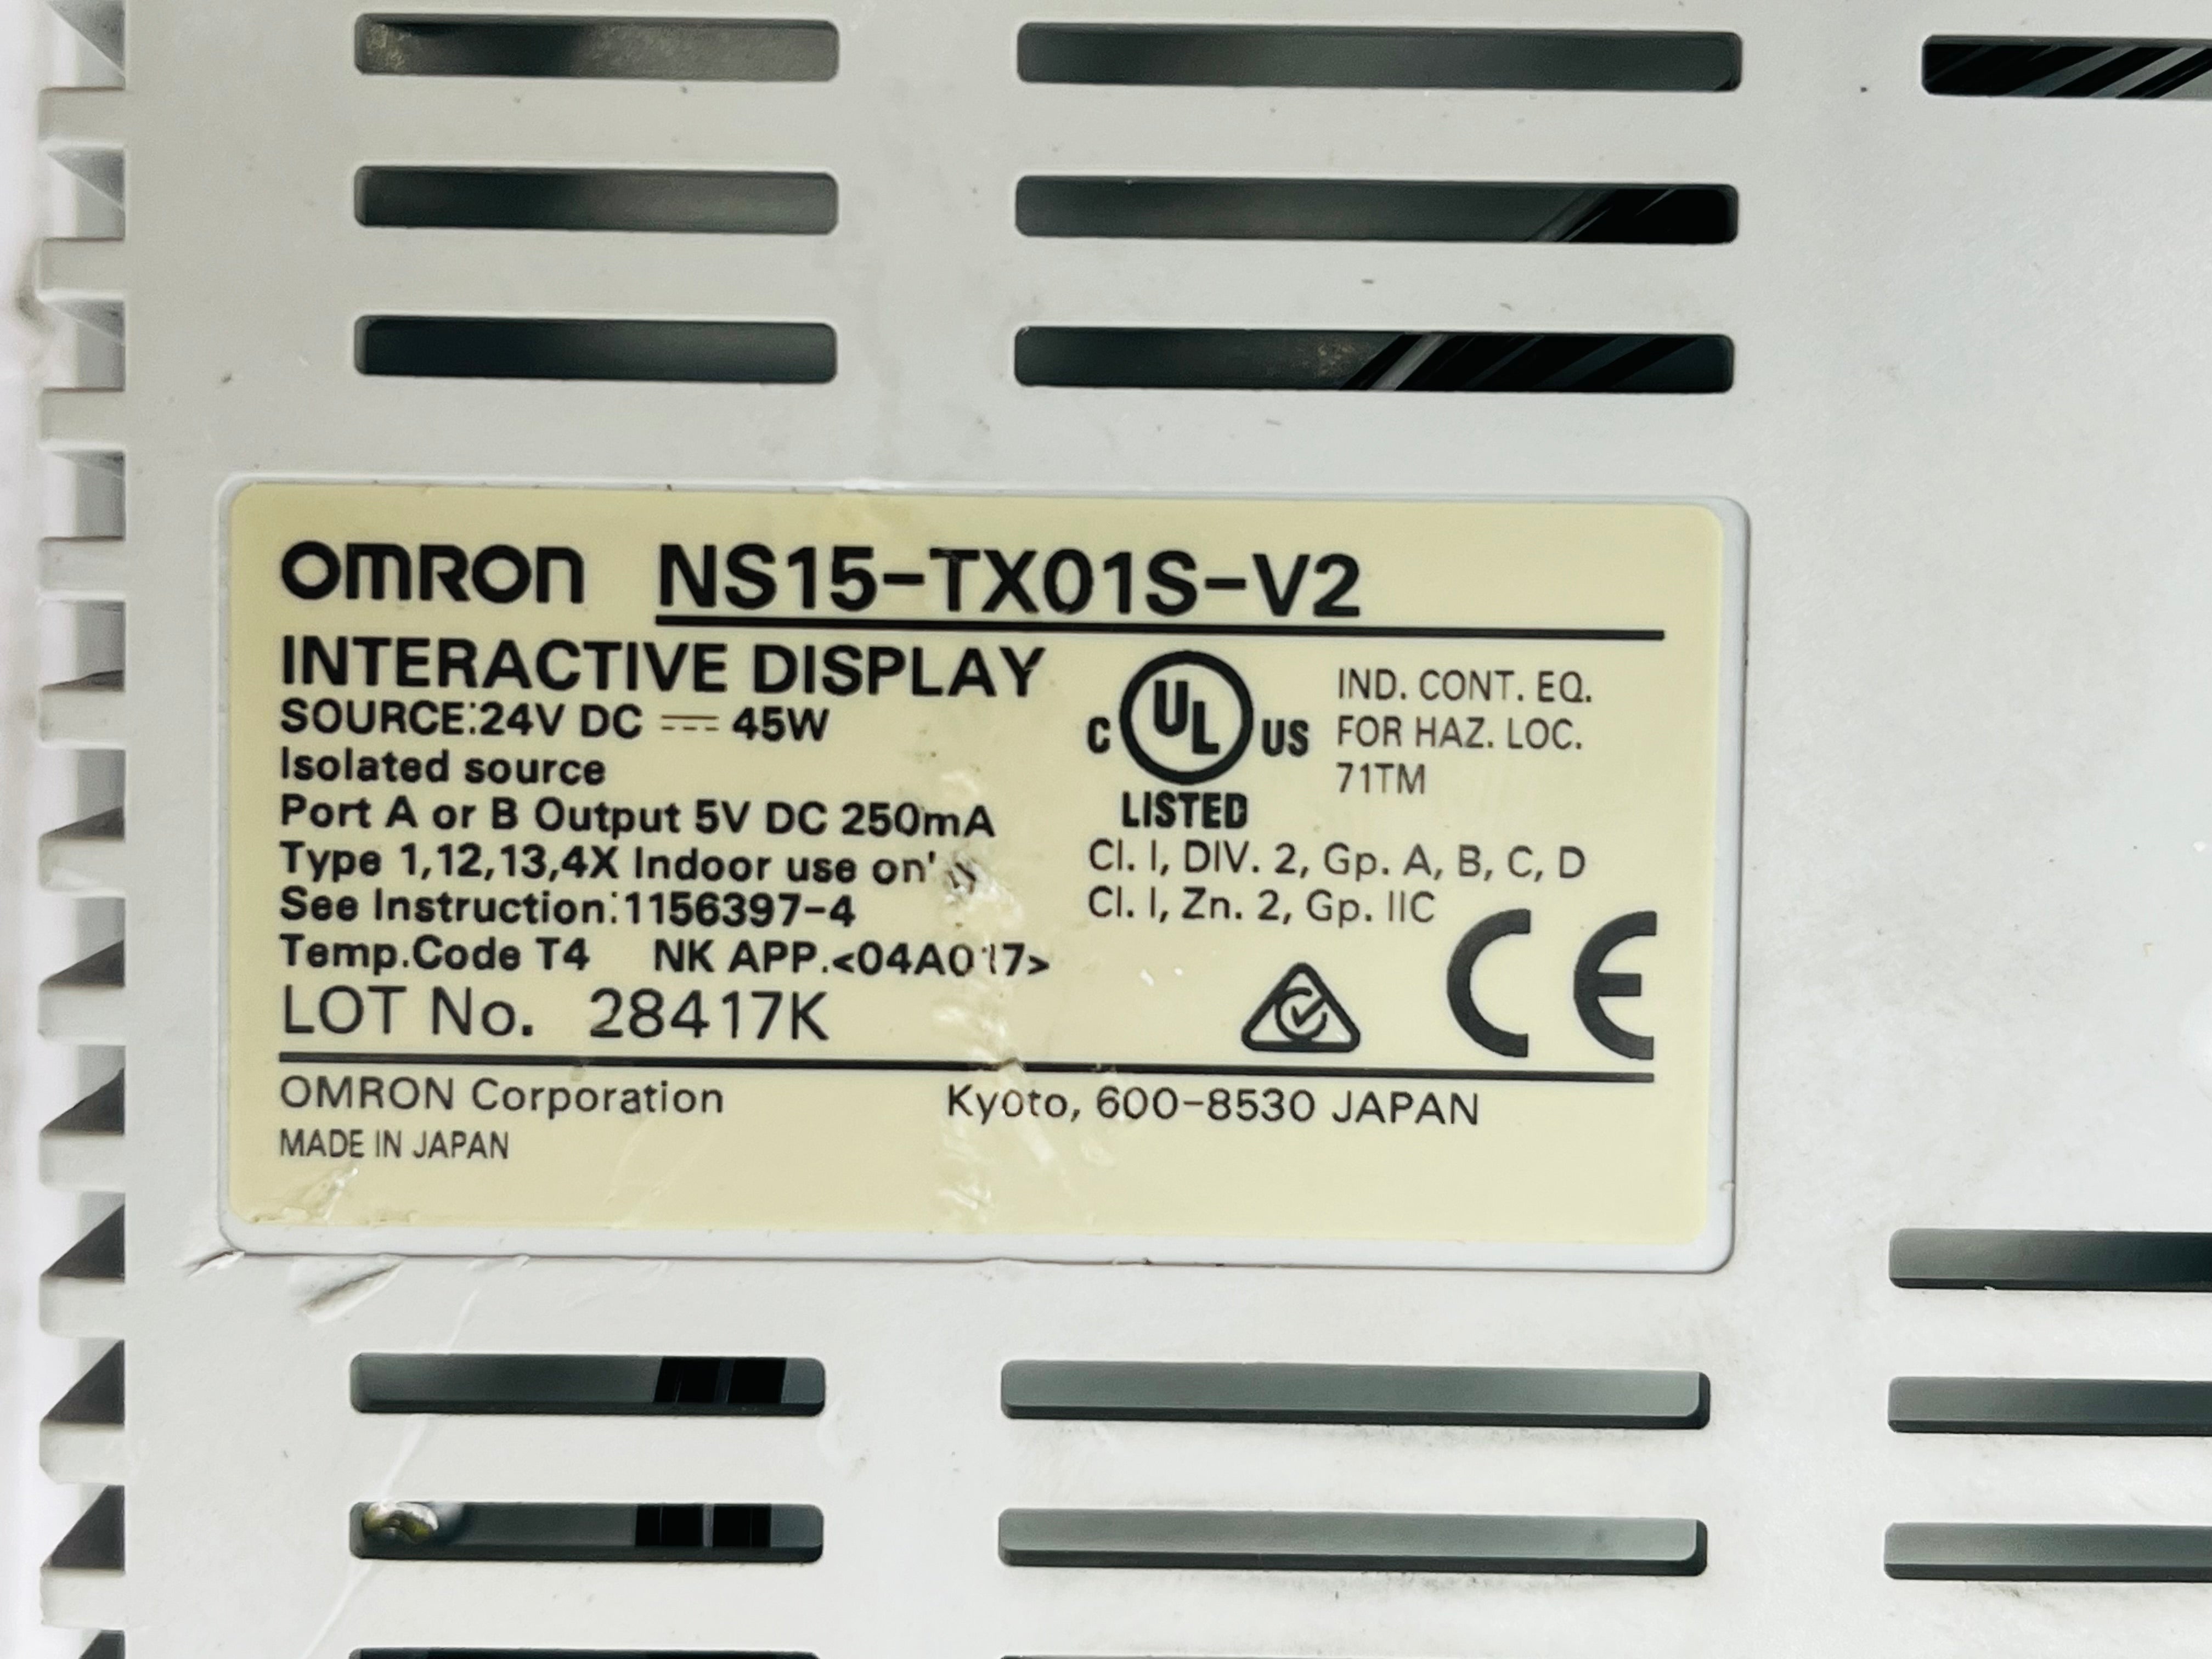 OMRON NS15-TX01S-V2
INTERACTIVE DISPLAY
SOURCE:24V DC ⎓ 45W
Isolated source
Port A or B Output 5V DC 250mA
Type 1,12,13,4X Indoor use
See Instruction:1156397-4
Temp.Code T4 NK APP.<04A017>
LOT No. 28417K
C UL US
LISTED
IND. CONT. EQ.
FOR HAZ. LOC.
71TM
Cl. I, DIV. 2, Gp. A, B, C, D
Cl. I, Zn. 2, Gp. IIC
CE
OMRON Corporation Kyoto, 600-8530 JAPAN
MADE IN JAPAN